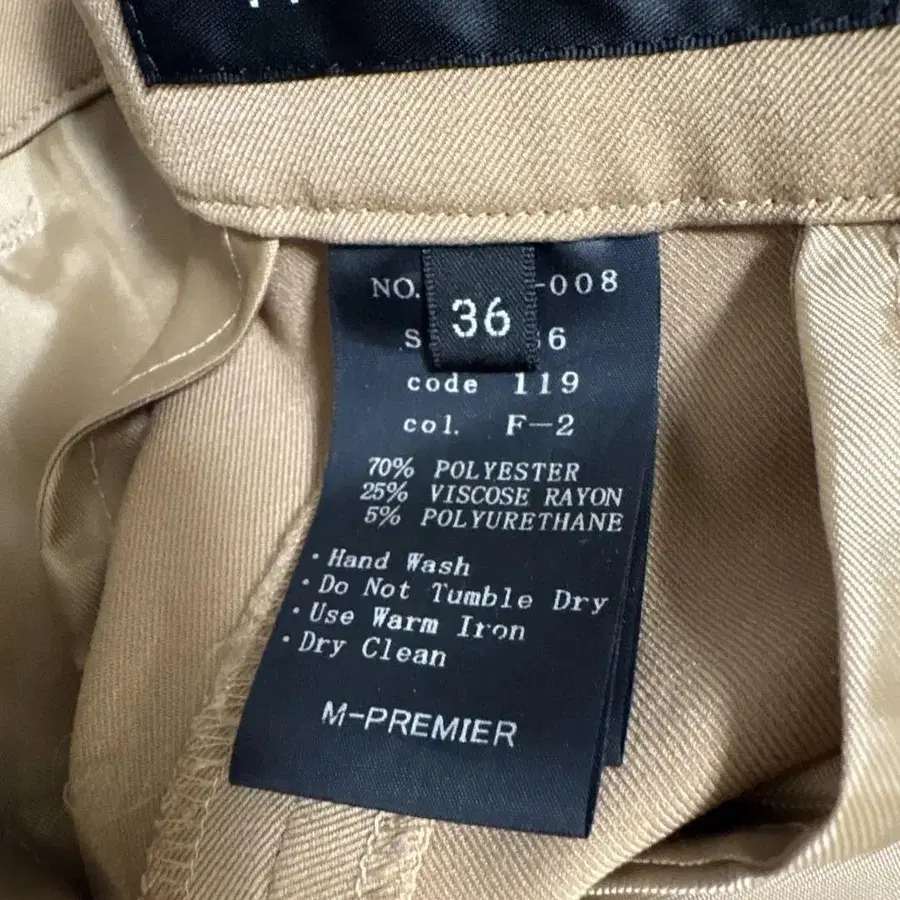 NO. -008
36
code 119
col. F-2
70% POLYESTER
25% VISCOSE RAYON
5% POLYURETHANE
・Hand Wash
・Do Not Tumble Dry
・Use Warm Iron
・Dry Clean
M-PREMIER